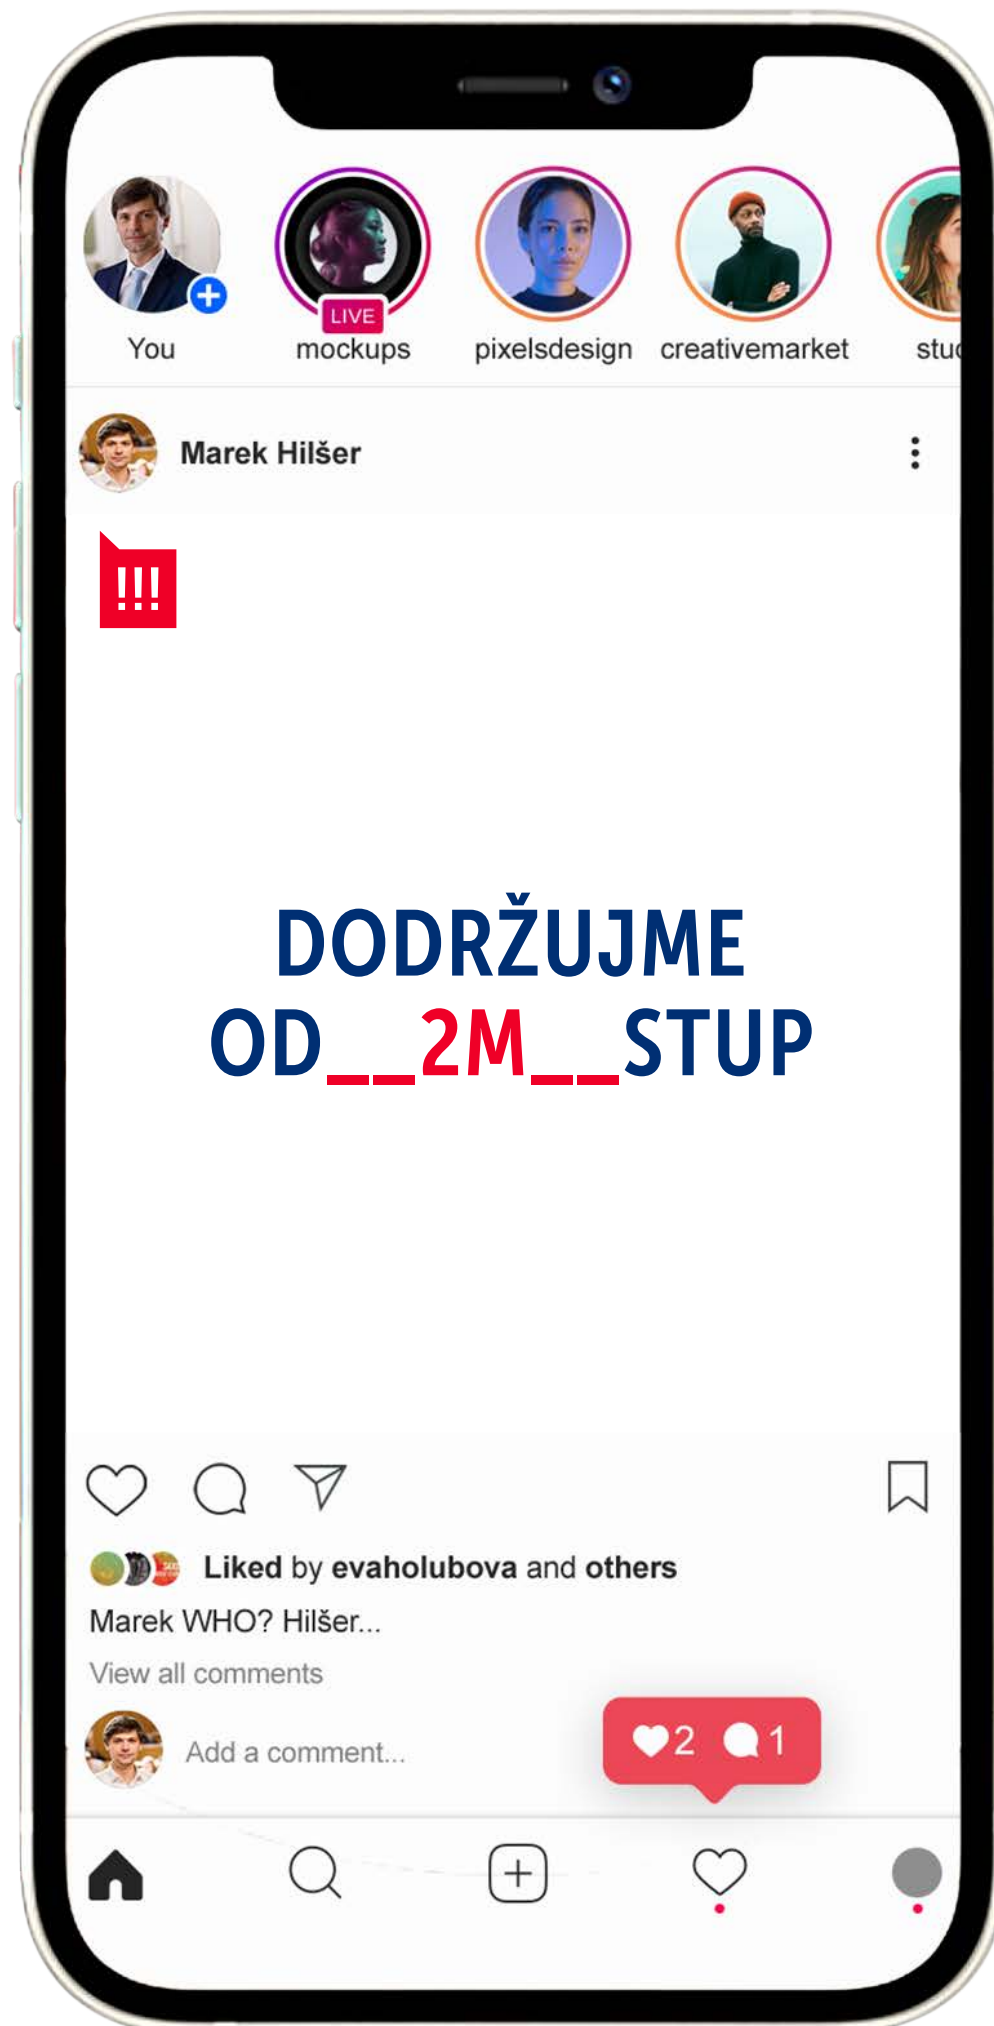 LIVE
You
mockups
pixelsdesign
creativemarket
stud
Marek Hilšer
!!!
DODRŽUJME
OD__2M__STUP
Liked by evaholubova and others
Marek WHO? Hilšer...
View all comments
Add a comment...
2 1